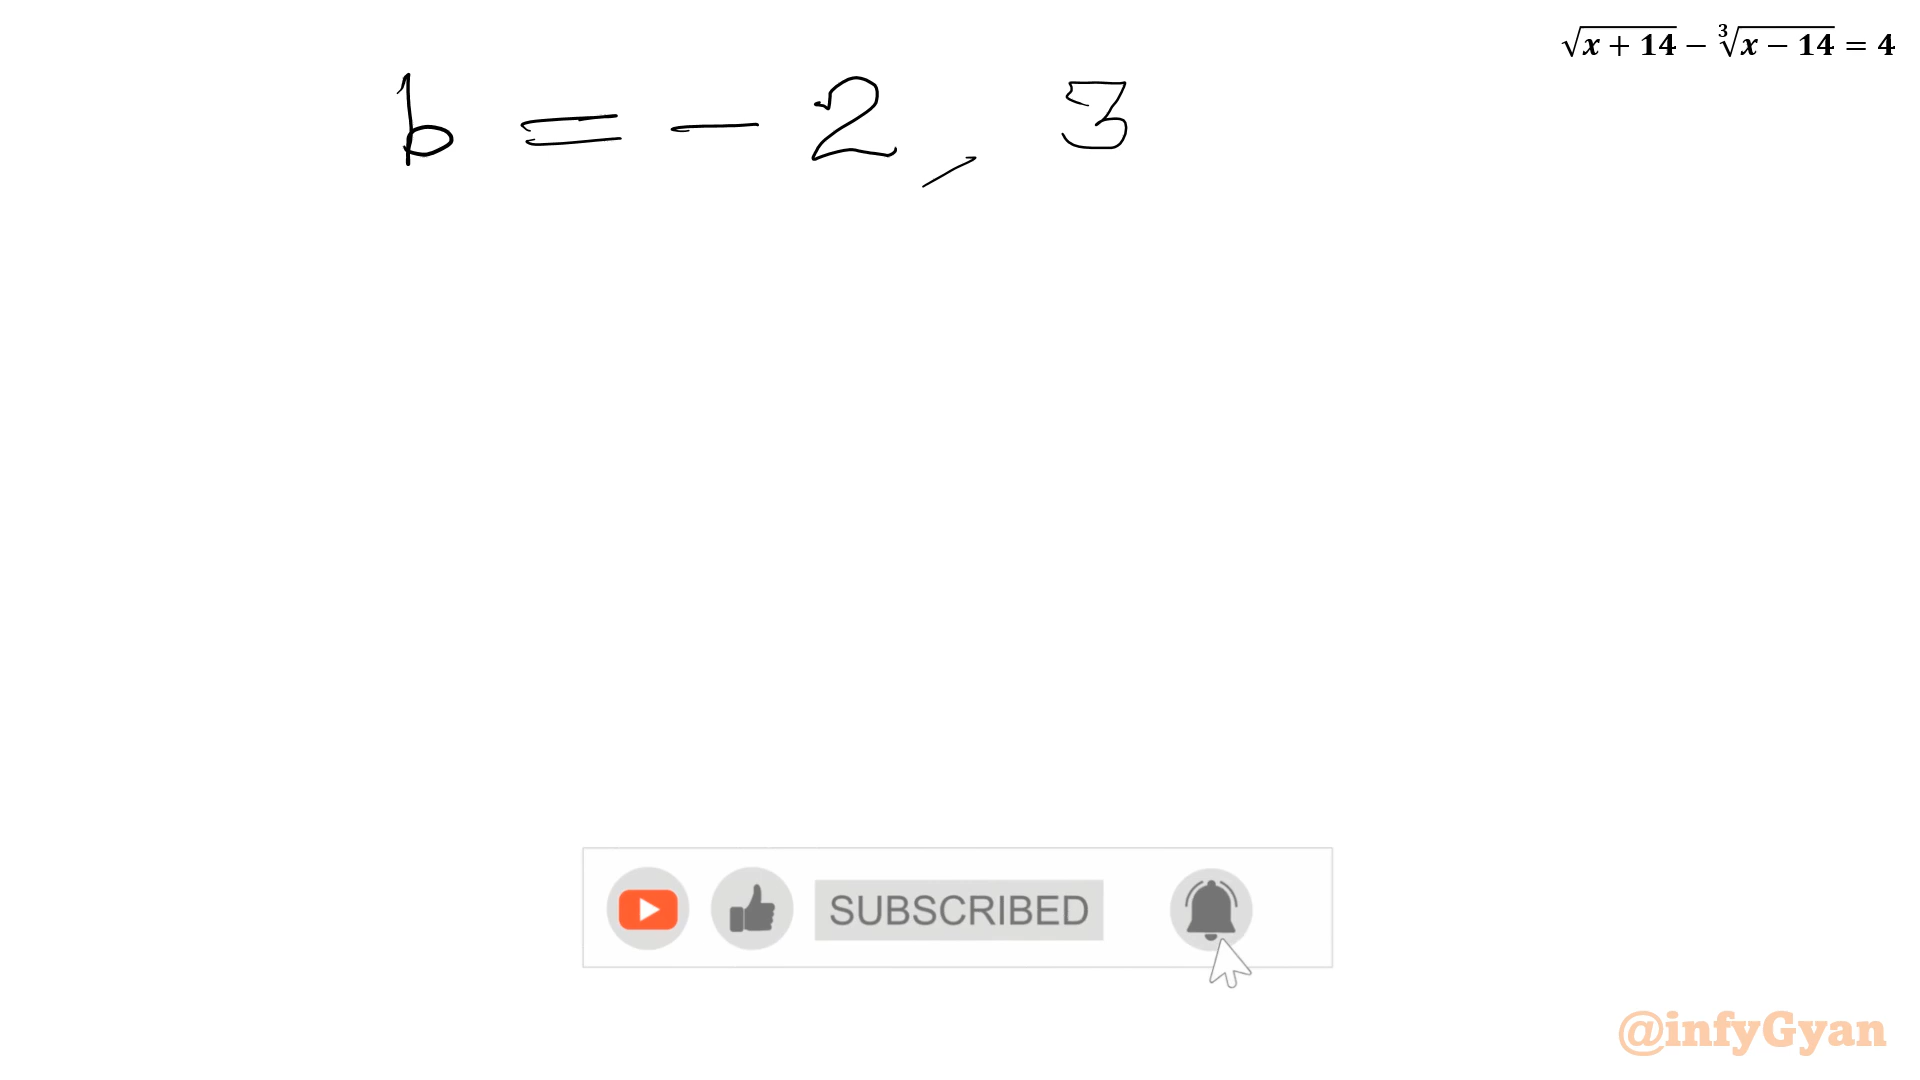 √x + 14 − ∛x − 14 = 4
b = − 2, 3
SUBSCRIBED
@infyGyan